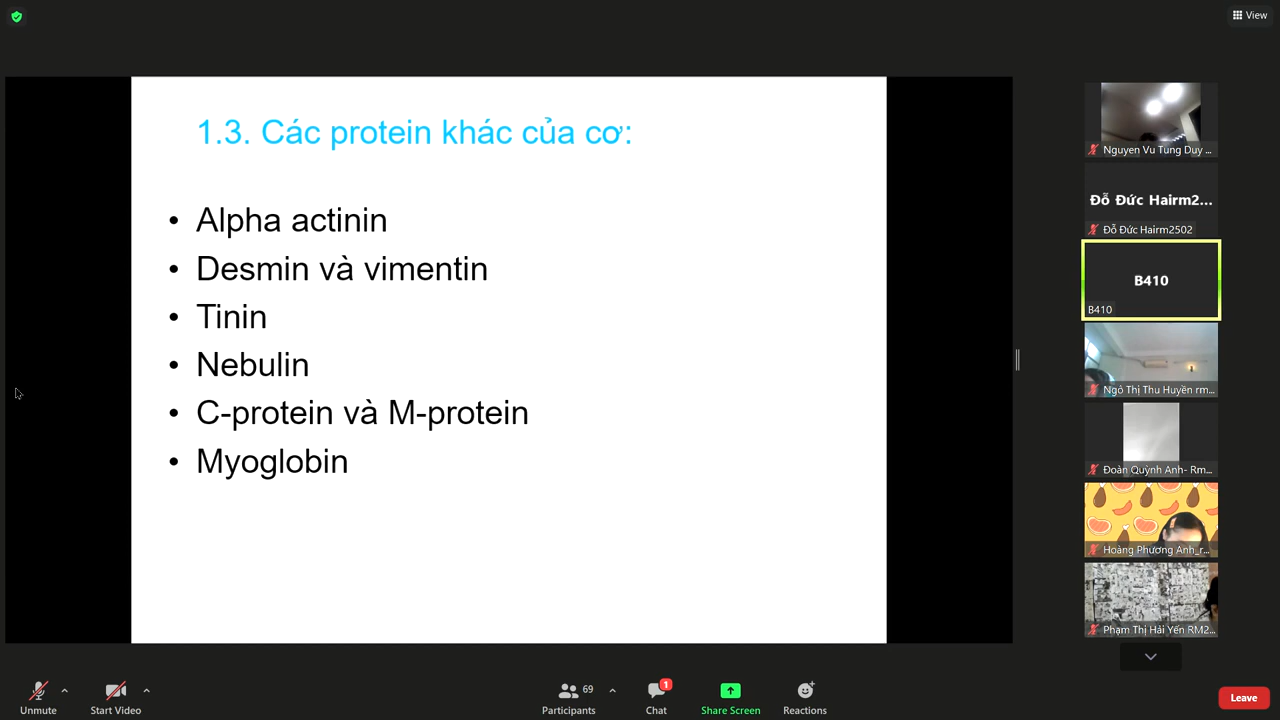 View
1.3. Các protein khác của cơ:
• Alpha actinin
• Desmin và vimentin
• Tinin
• Nebulin
• C-protein và M-protein
• Myoglobin
Nguyen Vu Tung Duy ...
Đỗ Đức Hairm2...
Đỗ Đức Hairm2502
B410
B410
Ngô Thị Thu Huyền rm...
Đoàn Quỳnh Anh- Rm...
Hoàng Phương Anh_r...
Phạm Thị Hải Yến RM2...
Unmute
Start Video
Participants
69
Chat
1
Share Screen
Reactions
Leave